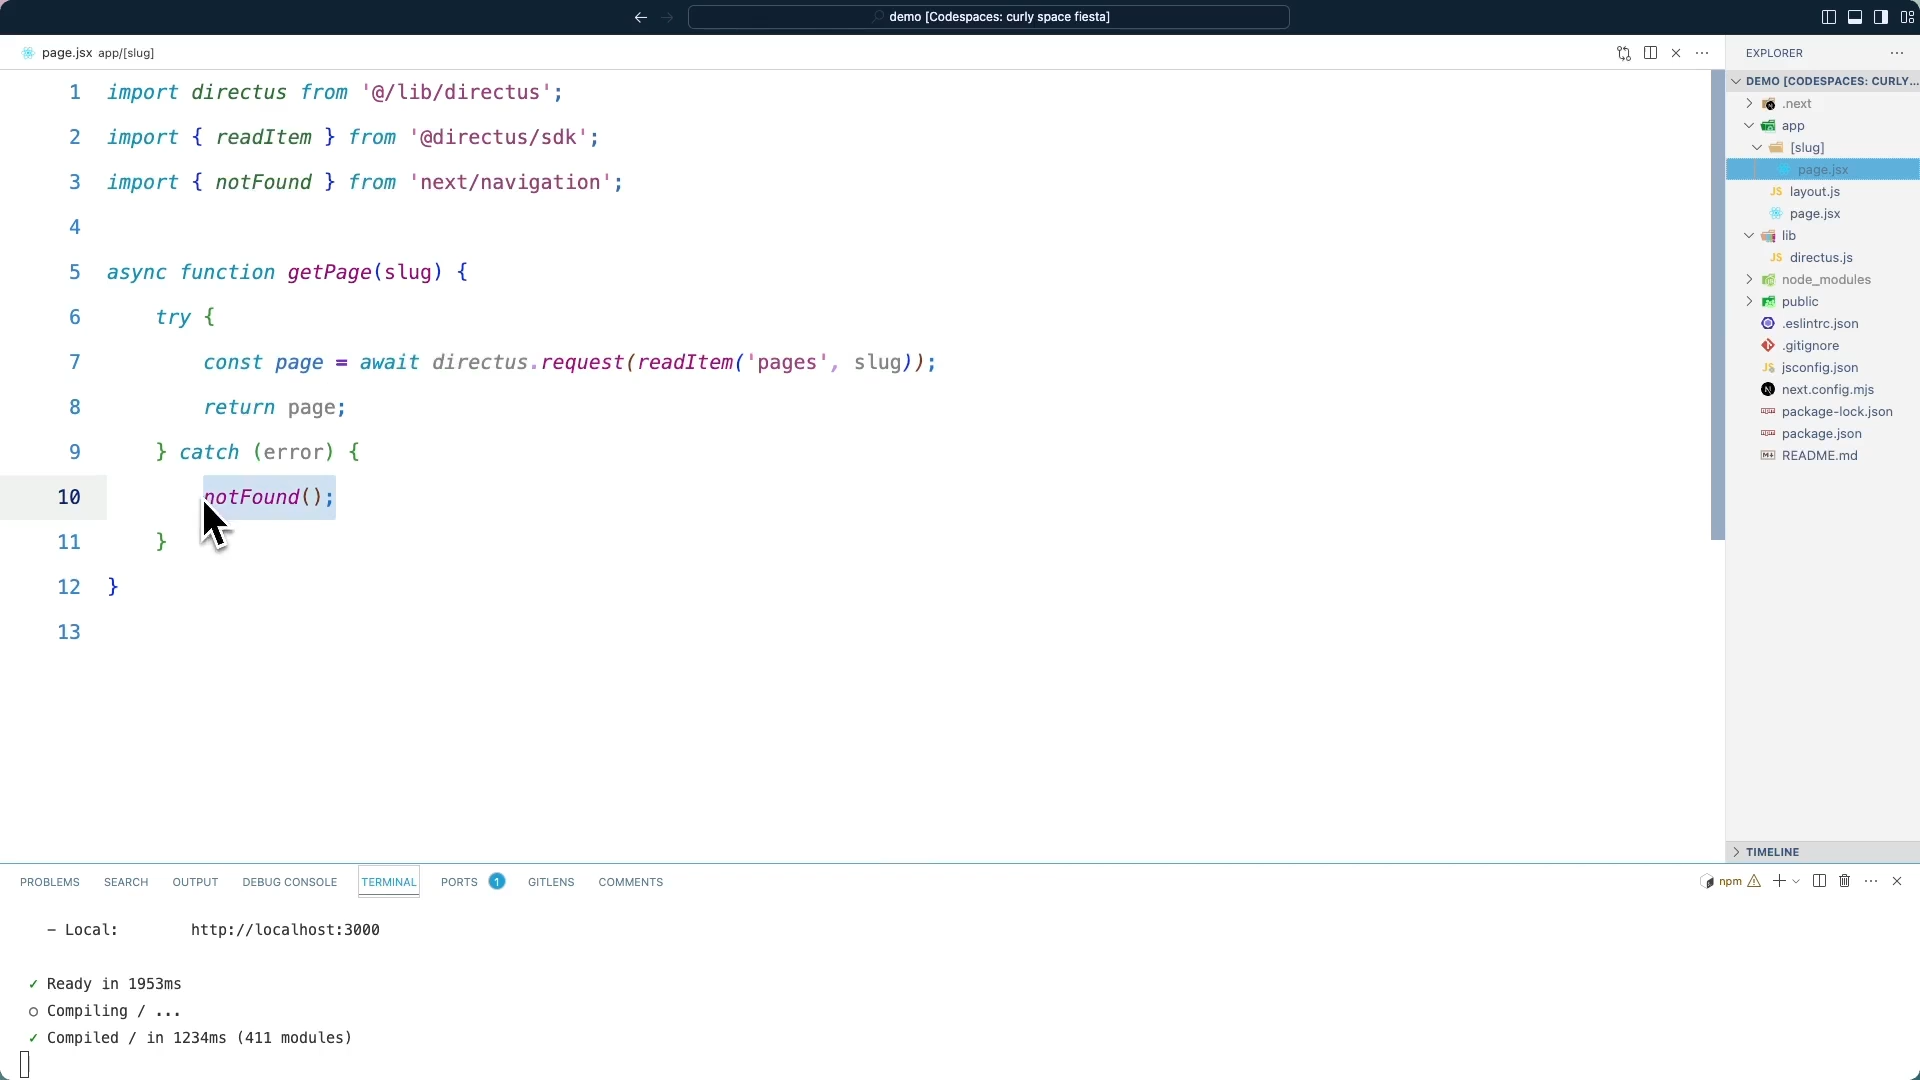 demo [Codespaces: curly space fiesta]
page.jsx app/[slug]
1 import directus from '@/lib/directus';
2 import { readItem } from '@directus/sdk';
3 import { notFound } from 'next/navigation';
4
5 async function getPage(slug) {
6 try {
7 const page = await directus.request(readItem('pages', slug));
8 return page;
9 } catch (error) {
10 notFound();
11 }
12 }
13
EXPLORER
DEMO [CODESPACES: CURLY...
.next
app
[slug]
page.jsx
JS layout.js
page.jsx
lib
JS directus.js
node_modules
public
.eslintrc.json
.gitignore
JS jsconfig.json
N next.config.mjs
package-lock.json
package.json
README.md
TIMELINE
PROBLEMS SEARCH OUTPUT DEBUG CONSOLE TERMINAL PORTS 1 GITLENS COMMENTS
npm
- Local: http://localhost:3000
✓ Ready in 1953ms
○ Compiling / ...
✓ Compiled / in 1234ms (411 modules)